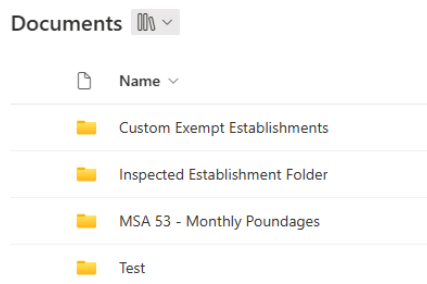 Documents
Name
Custom Exempt Establishments
Inspected Establishment Folder
MSA 53 - Monthly Poundages
Test